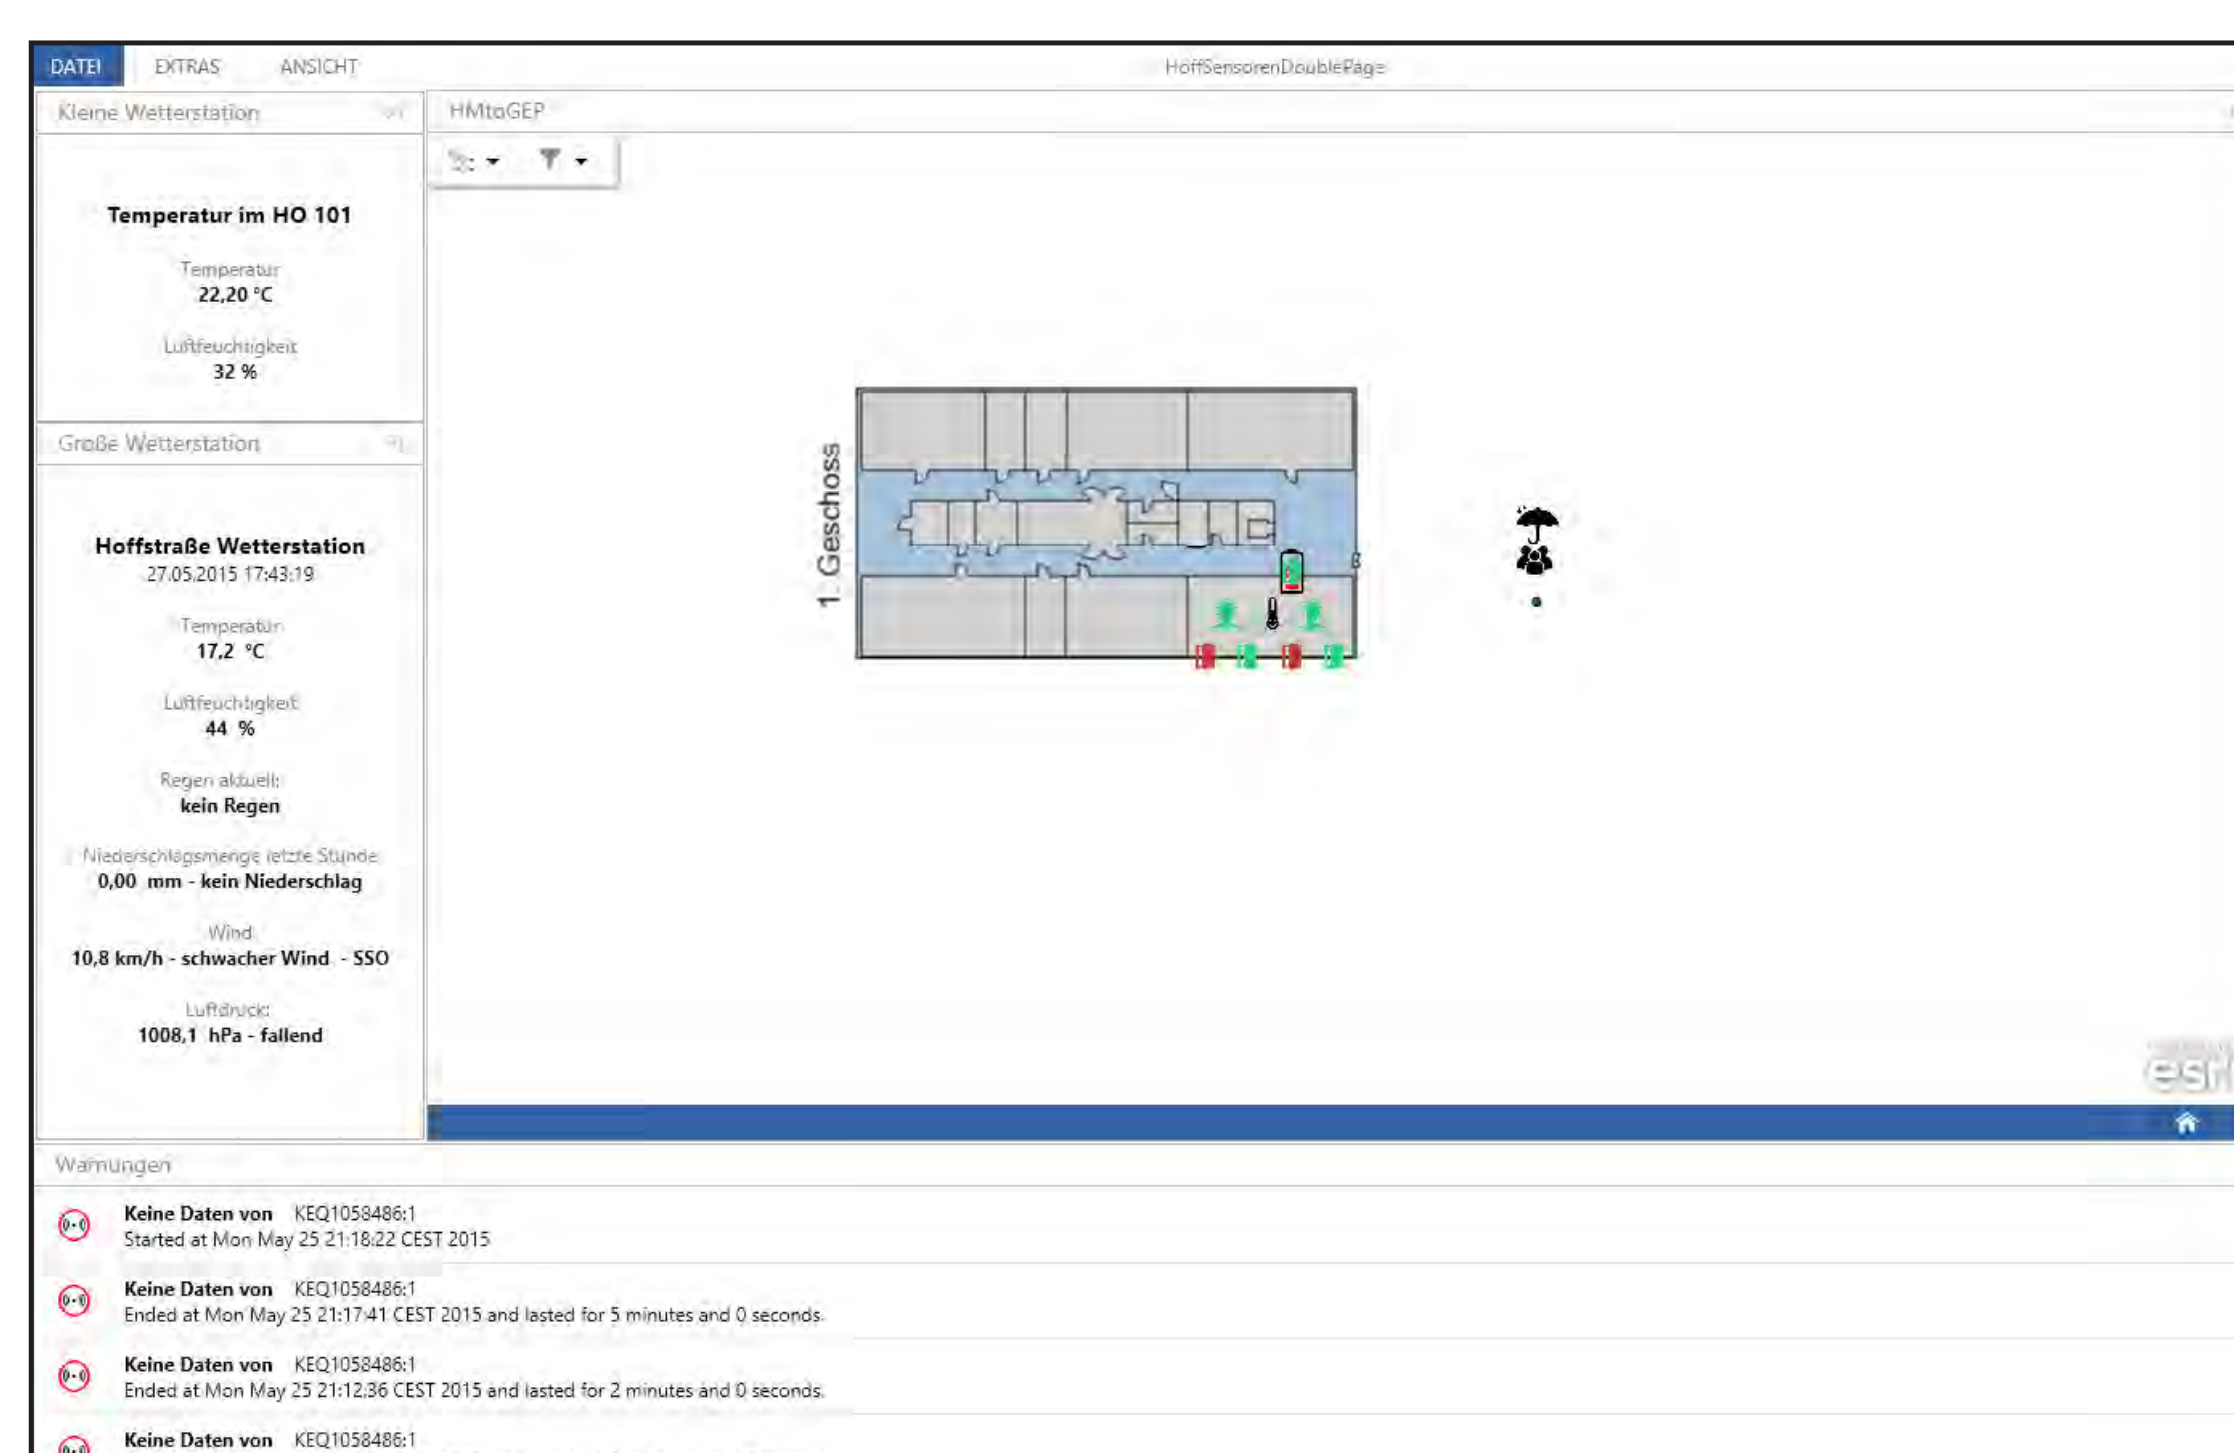 DATEI EXTRAS ANSICHT HoffSensorenDoublePage
Kleine Wetterstation
Temperatur im HO 101
Temperatur
22,20 °C
Luftfeuchtigkeit
32 %
Große Wetterstation
Hoffstraße Wetterstation
27.05.2015 17:43:19
Temperatur
17,2 °C
Luftfeuchtigkeit
44 %
Regen aktuell:
kein Regen
Niederschlagsmenge letzte Stunde
0,00 mm - kein Niederschlag
Wind
10,8 km/h - schwacher Wind - SSO
Luftdruck:
1008,1 hPa - fallend
HMtoGEP
1. Geschoss
esri
Warnungen
Keine Daten von KEQ1058486:1
Started at Mon May 25 21:18:22 CEST 2015
Keine Daten von KEQ1058486:1
Ended at Mon May 25 21:17:41 CEST 2015 and lasted for 5 minutes and 0 seconds.
Keine Daten von KEQ1058486:1
Ended at Mon May 25 21:12:36 CEST 2015 and lasted for 2 minutes and 0 seconds.
Keine Daten von KEQ1058486:1